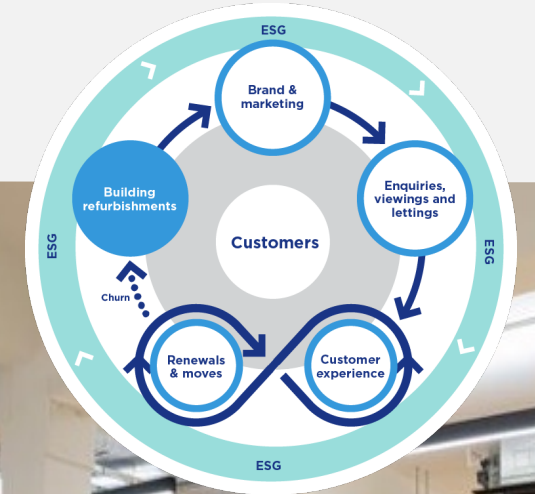 ESG
Brand &
marketing
Building
refurbishments
Enquiries,
viewings and
lettings
Customers
ESG
ESG
Churn
Renewals
& moves
Customer
experience
ESG